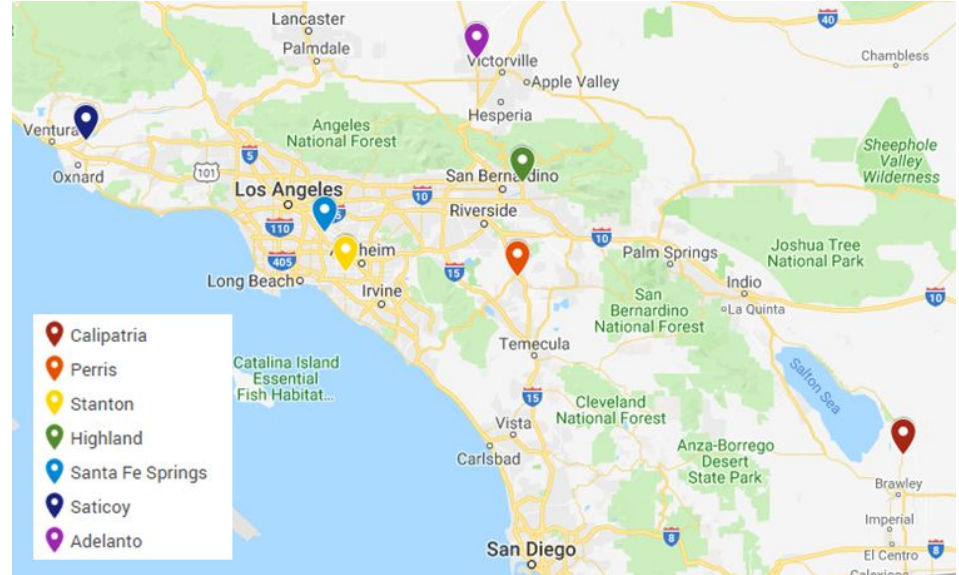 Lancaster
Palmdale
Victorville
Apple Valley
Hesperia
40
Chambless
Ventura
Oxnard
101
5
Angeles
National Forest
San Bernardino
Los Angeles
10
Riverside
Sheephole
Valley
Wilderness
110
5
heim
405
Long Beach
Irvine
15
10
Palm Springs
Joshua Tree
National Park
Indio
La Quinta
10
San
Bernardino
National Forest
Temecula
Salton Sea
Catalina Island
Essential
Fish Habitat...
15
Cleveland
National Forest
Vista
Carlsbad
Anza-Borrego
Desert
State Park
Brawley
Imperial
8
El Centro
8
San Diego
Calipatria
Perris
Stanton
Highland
Santa Fe Springs
Saticoy
Adelanto